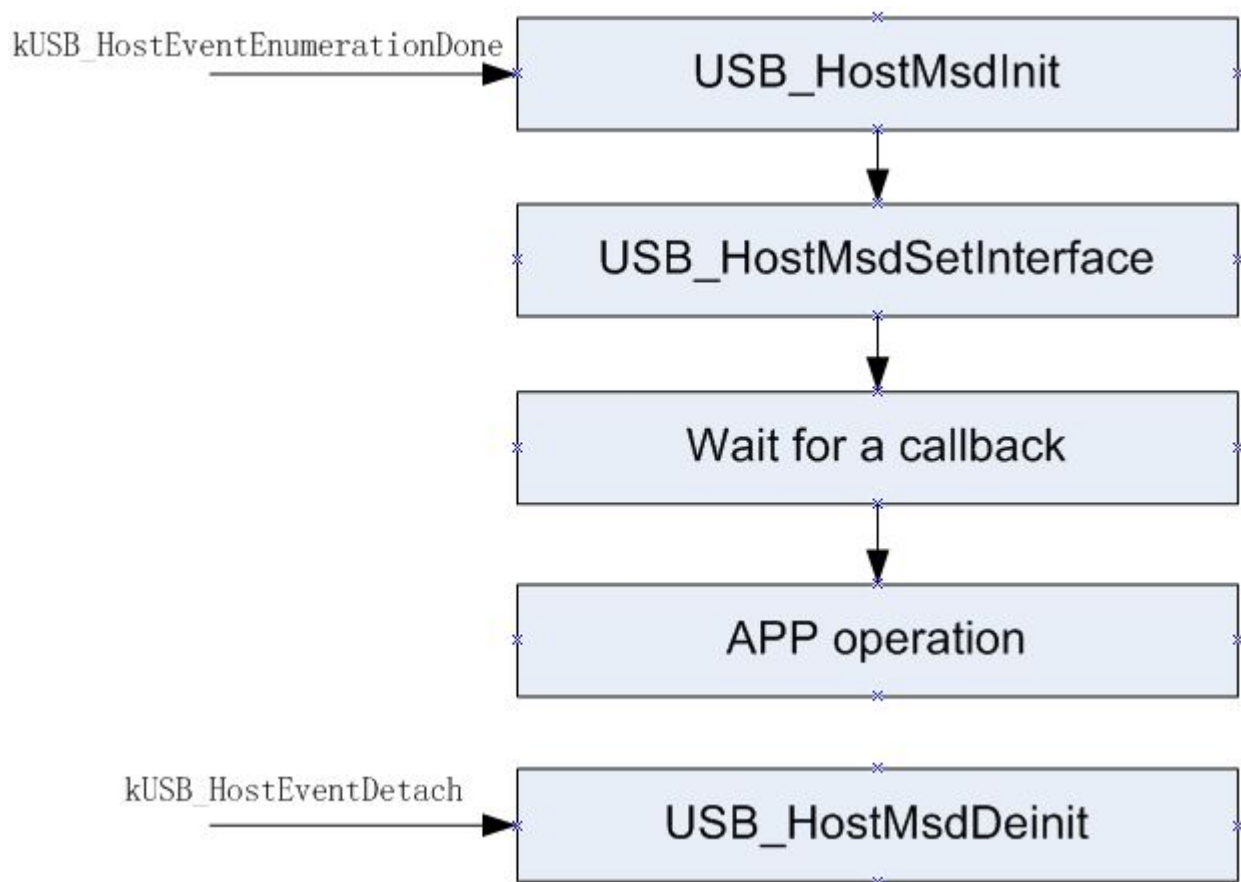 kUSB_HostEventEnumerationDone
USB_HostMsdInit
USB_HostMsdSetInterface
Wait for a callback
APP operation
kUSB_HostEventDetach
USB_HostMsdDeinit